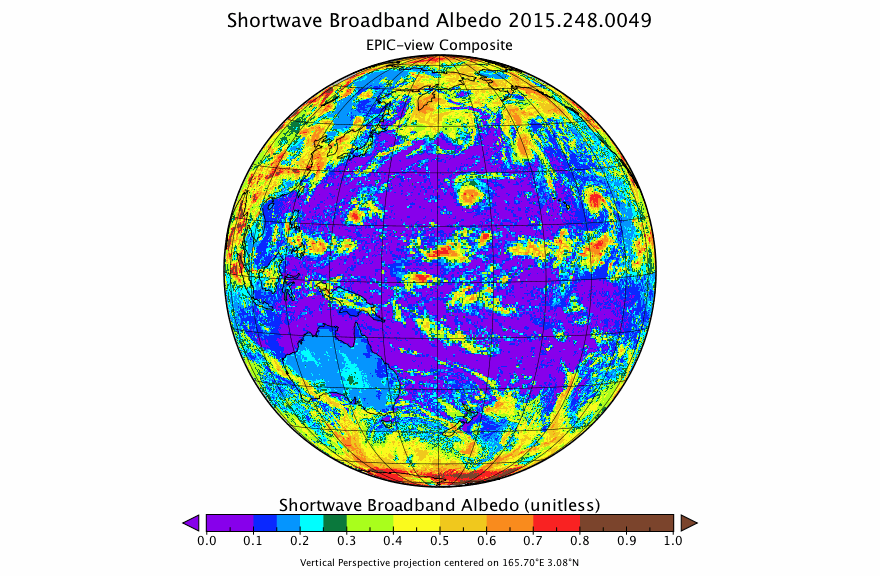 Shortwave Broadband Albedo 2015.248.0049
EPIC-view Composite
Shortwave Broadband Albedo (unitless)
0.0 0.1 0.2 0.3 0.4 0.5 0.6 0.7 0.8 0.9 1.0
Vertical Perspective projection centered on 165.70°E 3.08°N